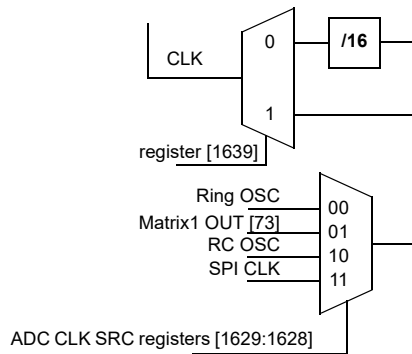 CLK
0
/16
1
register [1639]
Ring OSC
00
Matrix1 OUT [73]
01
RC OSC
10
SPI CLK
11
ADC CLK SRC registers [1629:1628]